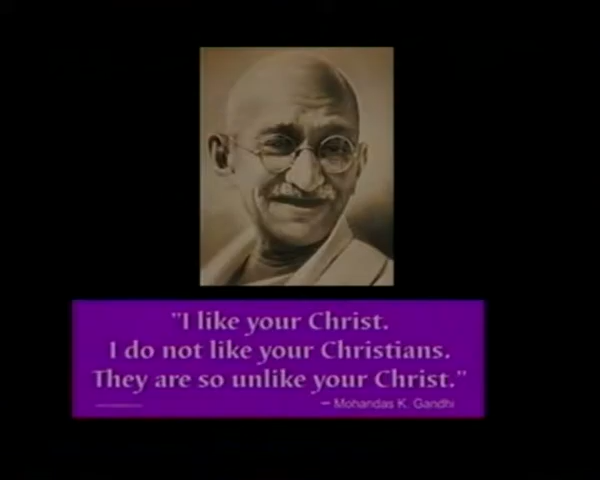 "I like your Christ.
I do not like your Christians.
They are so unlike your Christ."
– Mohandas K. Gandhi